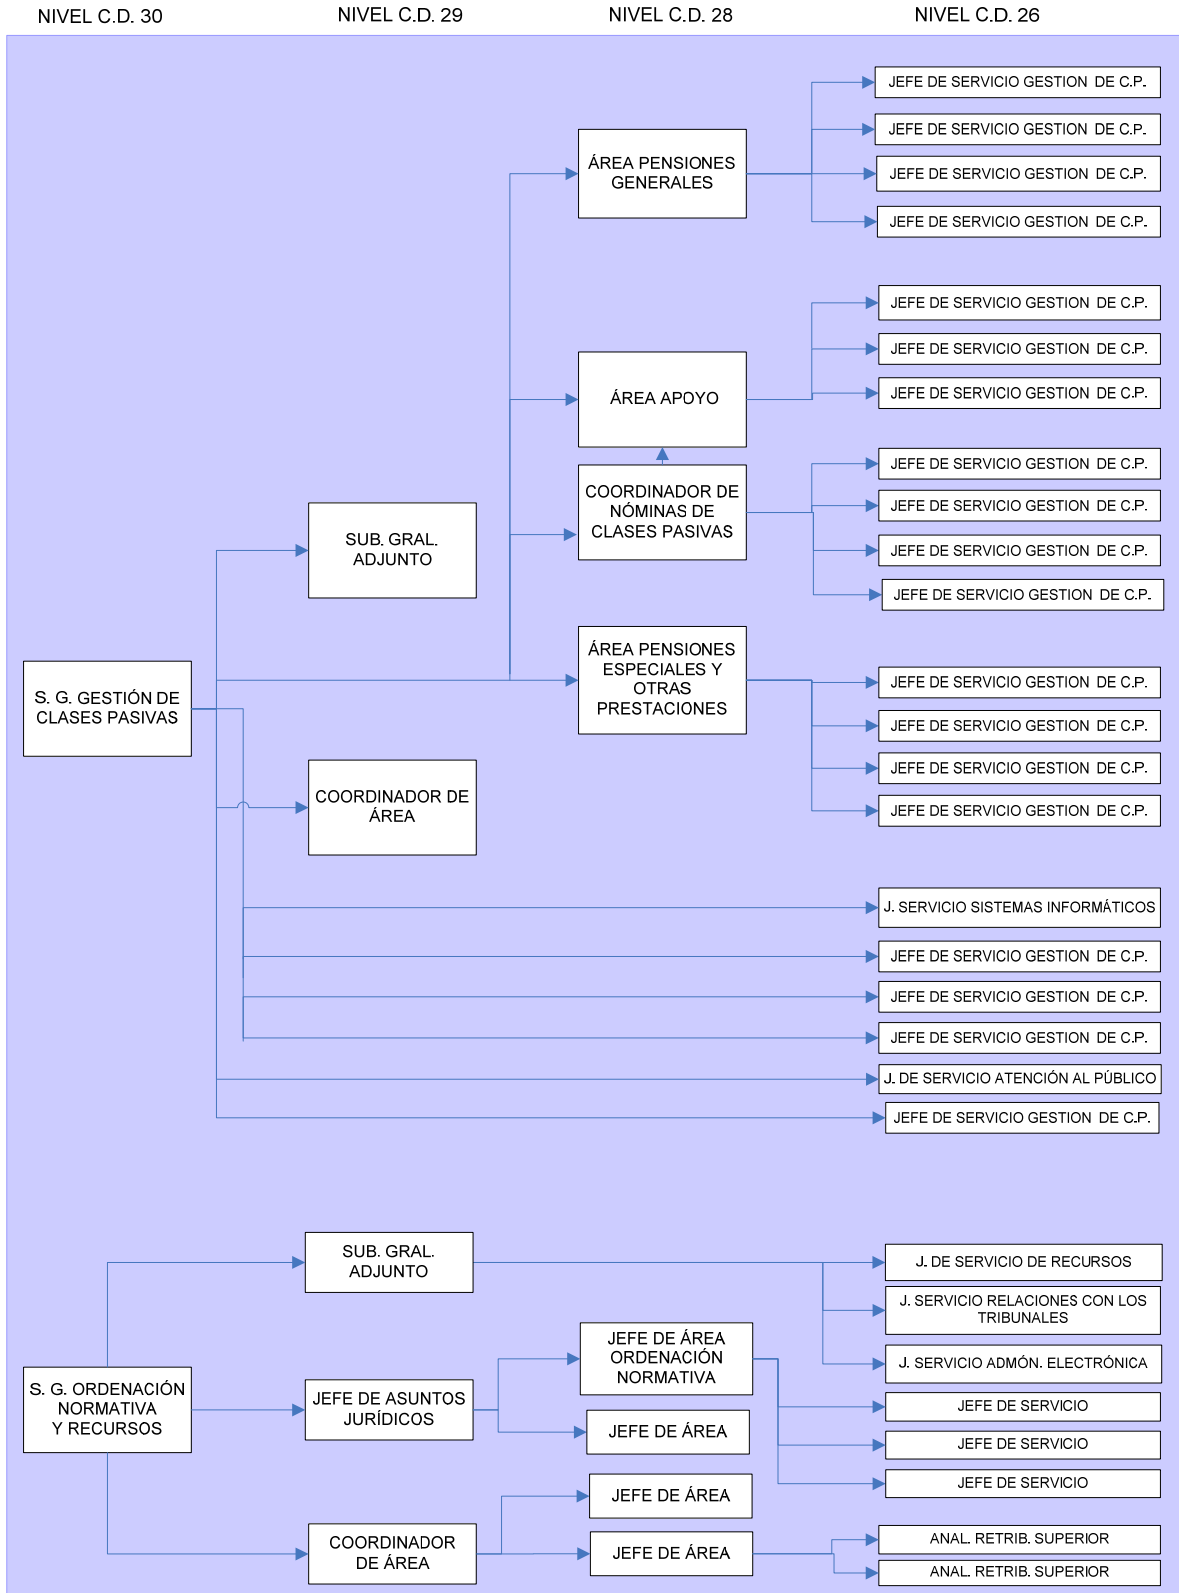 NIVEL C.D. 30
NIVEL C.D. 29
NIVEL C.D. 28
NIVEL C.D. 26
JEFE DE SERVICIO GESTION DE C.P.
JEFE DE SERVICIO GESTION DE C.P.
ÁREA PENSIONES
GENERALES
JEFE DE SERVICIO GESTION DE C.P.
JEFE DE SERVICIO GESTION DE C.P.
JEFE DE SERVICIO GESTION DE C.P.
JEFE DE SERVICIO GESTION DE C.P.
ÁREA APOYO
JEFE DE SERVICIO GESTION DE C.P.
JEFE DE SERVICIO GESTION DE C.P.
COORDINADOR DE
NÓMINAS DE
CLASES PASIVAS
JEFE DE SERVICIO GESTION DE C.P.
SUB. GRAL.
ADJUNTO
JEFE DE SERVICIO GESTION DE C.P.
JEFE DE SERVICIO GESTION DE C.P.
ÁREA PENSIONES
ESPECIALES Y
OTRAS
PRESTACIONES
S. G. GESTIÓN DE
CLASES PASIVAS
JEFE DE SERVICIO GESTION DE C.P.
JEFE DE SERVICIO GESTION DE C.P.
JEFE DE SERVICIO GESTION DE C.P.
COORDINADOR DE
ÁREA
JEFE DE SERVICIO GESTION DE C.P.
J. SERVICIO SISTEMAS INFORMÁTICOS
JEFE DE SERVICIO GESTION DE C.P.
JEFE DE SERVICIO GESTION DE C.P.
JEFE DE SERVICIO GESTION DE C.P.
J. DE SERVICIO ATENCIÓN AL PÚBLICO
JEFE DE SERVICIO GESTION DE C.P.
SUB. GRAL.
ADJUNTO
J. DE SERVICIO DE RECURSOS
J. SERVICIO RELACIONES CON LOS
TRIBUNALES
JEFE DE ÁREA
ORDENACIÓN
NORMATIVA
J. SERVICIO ADMÓN. ELECTRÓNICA
S. G. ORDENACIÓN
NORMATIVA
Y RECURSOS
JEFE DE ASUNTOS
JURÍDICOS
JEFE DE SERVICIO
JEFE DE ÁREA
JEFE DE SERVICIO
JEFE DE SERVICIO
JEFE DE ÁREA
COORDINADOR
DE ÁREA
JEFE DE ÁREA
ANAL. RETRIB. SUPERIOR
ANAL. RETRIB. SUPERIOR